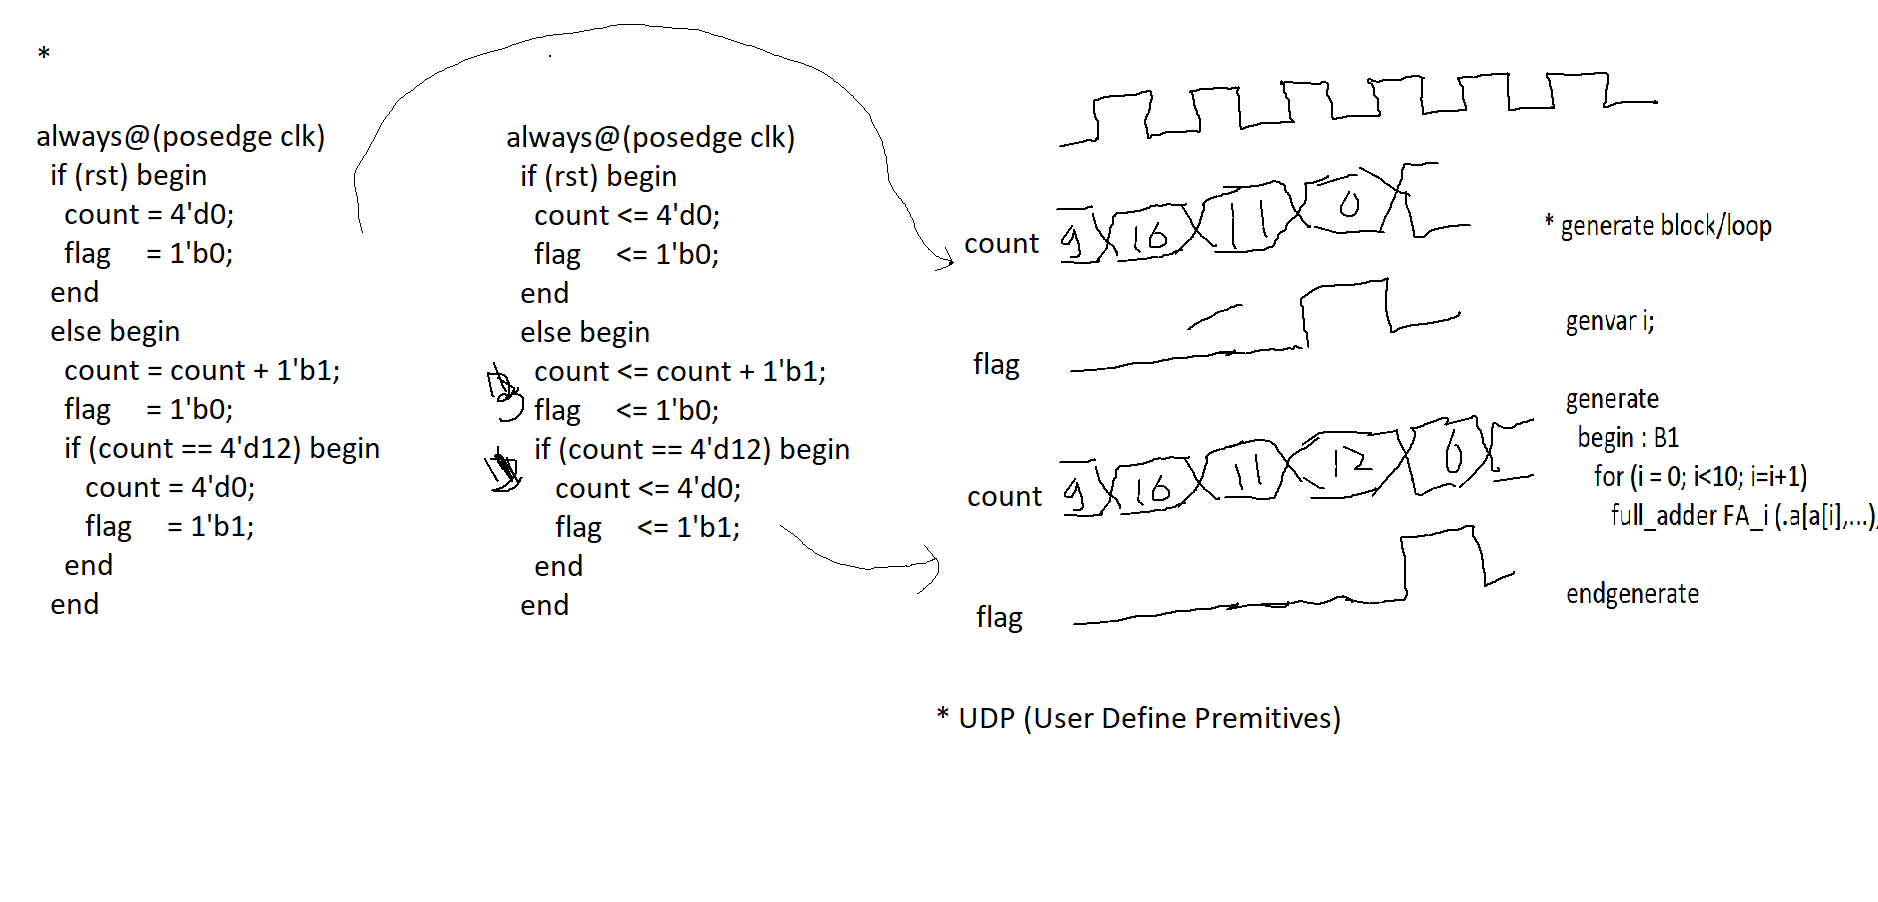 *
always@(posedge clk)
if (rst) begin
count = 4'd0;
flag = 1'b0;
end
else begin
count = count + 1'b1;
flag = 1'b0;
if (count == 4'd12) begin
count = 4'd0;
flag = 1'b1;
end
end
always@(posedge clk)
if (rst) begin
count <= 4'd0;
flag <= 1'b0;
end
else begin
count <= count + 1'b1;
flag <= 1'b0;
if (count == 4'd12) begin
count <= 4'd0;
flag <= 1'b1;
end
end
count 9 10 11 0
flag
count 9 10 11 12 0
flag
* UDP (User Define Premitives)
* generate block/loop
genvar i;
generate
begin : B1
for (i = 0; i<10; i=i+1)
full_adder FA_i (.a[a[i],...),
endgenerate